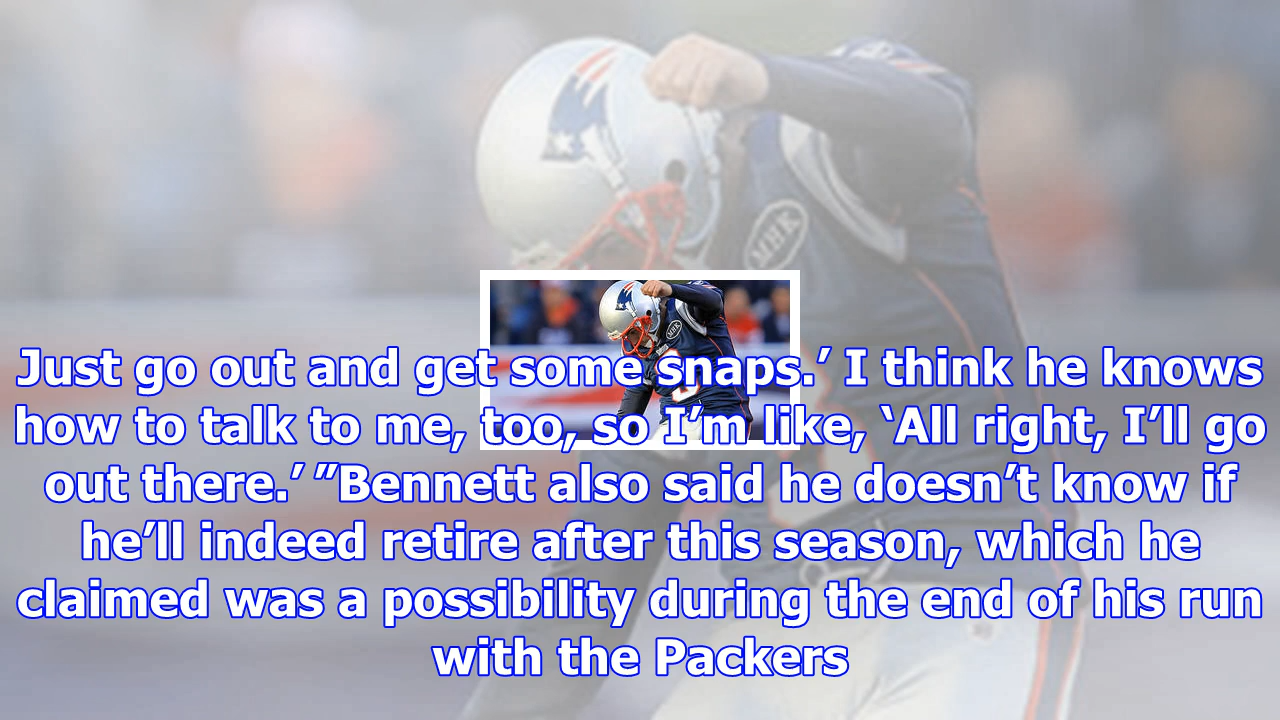 MBK
Just go out and get some snaps.’ I think he knows
how to talk to me, too, so I’m like, ‘All right, I’ll go
out there.’ ”Bennett also said he doesn’t know if
he’ll indeed retire after this season, which he
claimed was a possibility during the end of his run
with the Packers